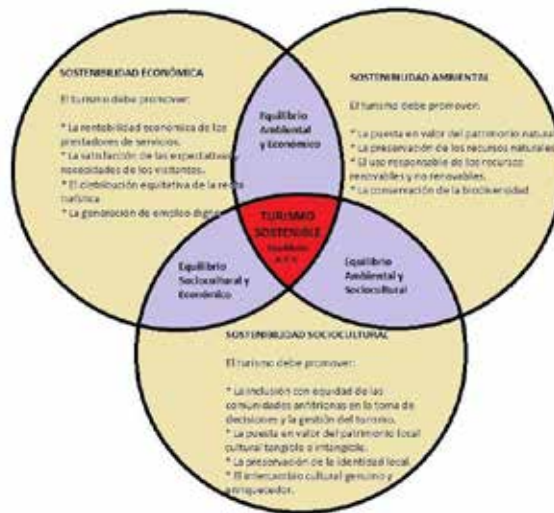 SOSTENIBILIDAD ECONÓMICA
El turismo debe promover:
* La rentabilidad económica de los
prestadores de servicios.
* La satisfacción de las expectativas y
necesidades de los visitantes.
* El distribución equitativa de la renta
turística
* La generación de empleo digno
Equilibrio
Ambiental
y Económico
SOSTENIBILIDAD AMBIENTAL
El turismo debe promover:
* La puesta en valor del patrimonio natural
* La preservación de los recursos naturales
* El uso responsable de los recursos
renovables y no renovables.
* La conservación de la biodiversidad
TURISMO
SOSTENIBLE
Equilibrio
Equilibrio
Sociocultural y
Económico
Equilibrio
Ambiental y
Sociocultural
SOSTENIBILIDAD SOCIOCULTURAL
El turismo debe promover:
* La inclusión con equidad de las
comunidades anfitrionas en la toma de
decisiones y la gestión del turismo.
* La puesta en valor del patrimonio local
cultural tangible e intangible.
* La preservación de la identidad local.
* El intercambio cultural genuino y
enriquecedor.